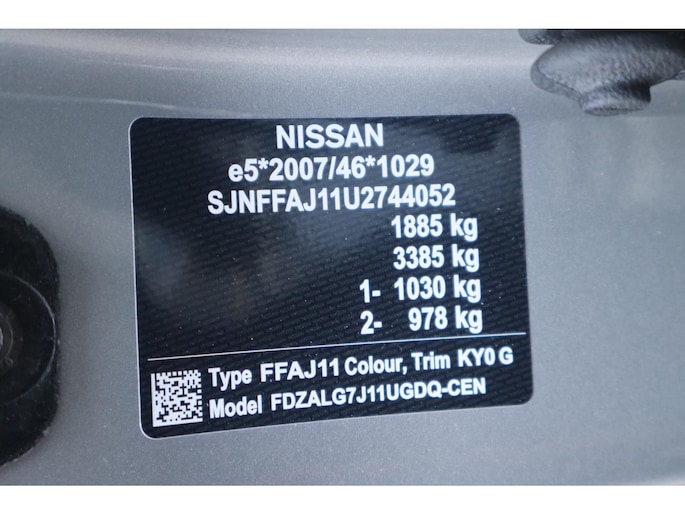 NISSAN
e5*2007/46*1029
SJNFFAJ11U2744052
1885 kg
3385 kg
1- 1030 kg
2- 978 kg
Type FFAJ11 Colour, Trim KY0 G
Model FDZALG7J11UGDQ-CEN